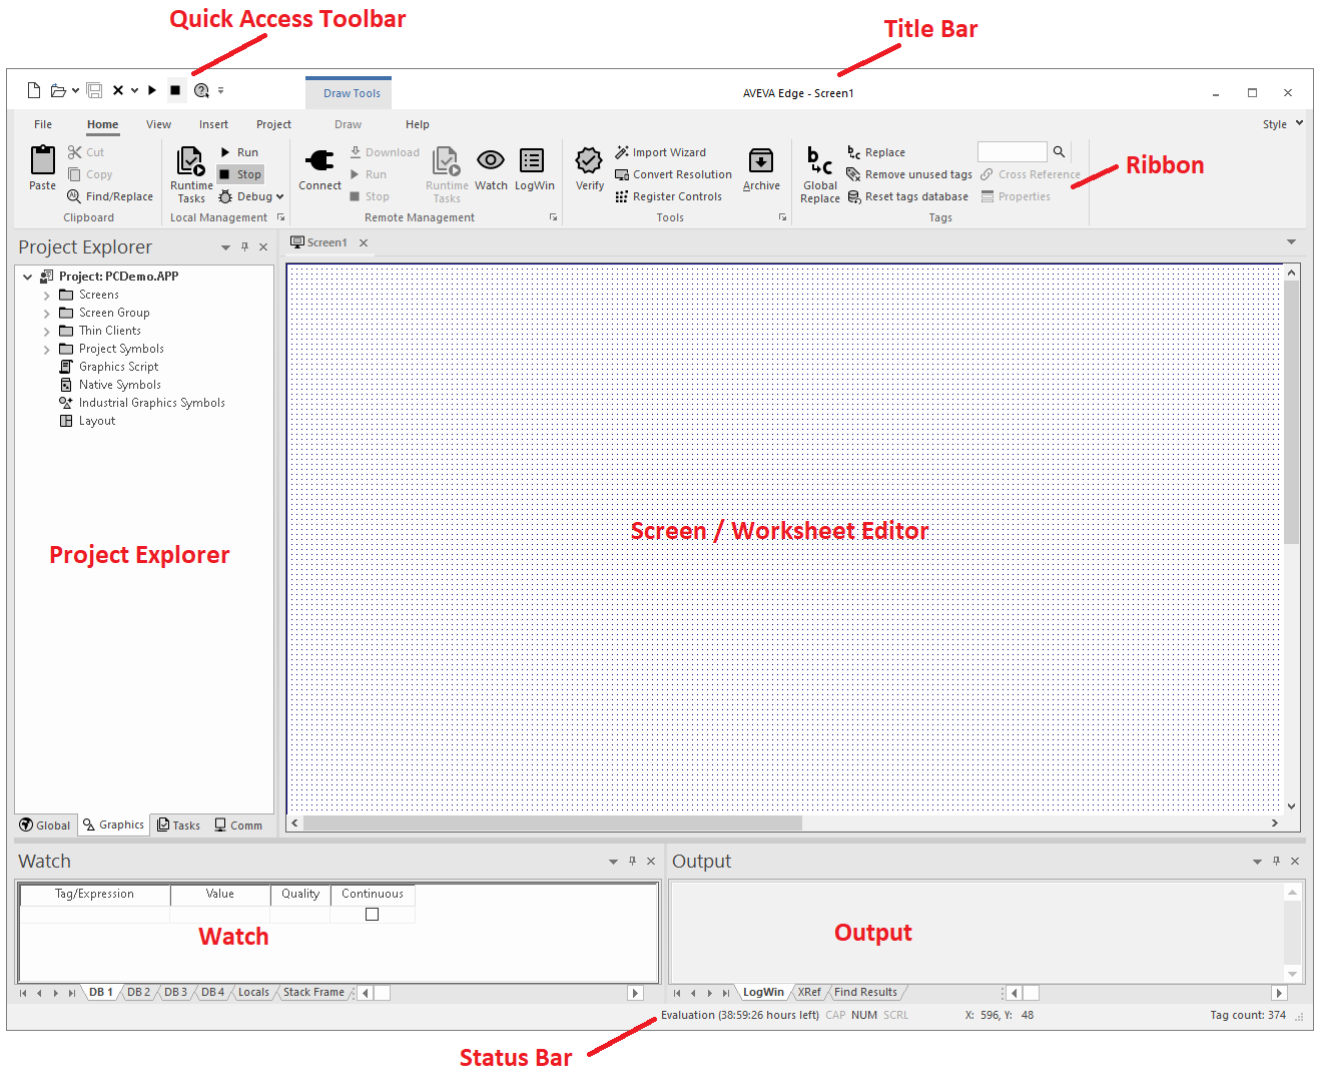 Quick Access Toolbar
Title Bar
Draw Tools
AVEVA Edge - Screen1
File Home View Insert Project Draw Help Style
Cut Run Download Import Wizard Replace
Ribbon
Copy Stop Run Convert Resolution Remove unused tags Cross Reference
Paste Runtime Tasks Connect Runtime Tasks Watch LogWin Verify Archive Global Replace
Find/Replace Debug Stop Register Controls Reset tags database Properties
Clipboard Local Management Remote Management Tools Tags
Project Explorer
Screen1
Project: PCDemo.APP
Screens
Screen Group
Thin Clients
Project Symbols
Graphics Script
Native Symbols
Industrial Graphics Symbols
Layout
Screen / Worksheet Editor
Project Explorer
Global Graphics Tasks Comm
Watch
Output
Tag/Expression Value Quality Continuous
Watch
Output
DB 1 DB 2 DB 3 DB 4 Locals Stack Frame
LogWin XRef Find Results
Evaluation (38:59:26 hours left) CAP NUM SCRL X: 596, Y: 48 Tag count: 374
Status Bar